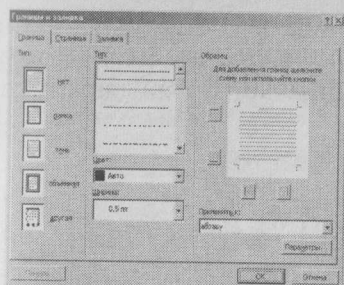 Границы и заливка
Граница Страница Заливка
Тип:
нет
рамка
тень
объемная
другая
Тип:
Цвет:
Авто
Ширина:
0,5 пт
Образец
Для добавления границ щелкните
схему или используйте кнопки
Применить к:
абзацу
Параметры...
OK
Отмена